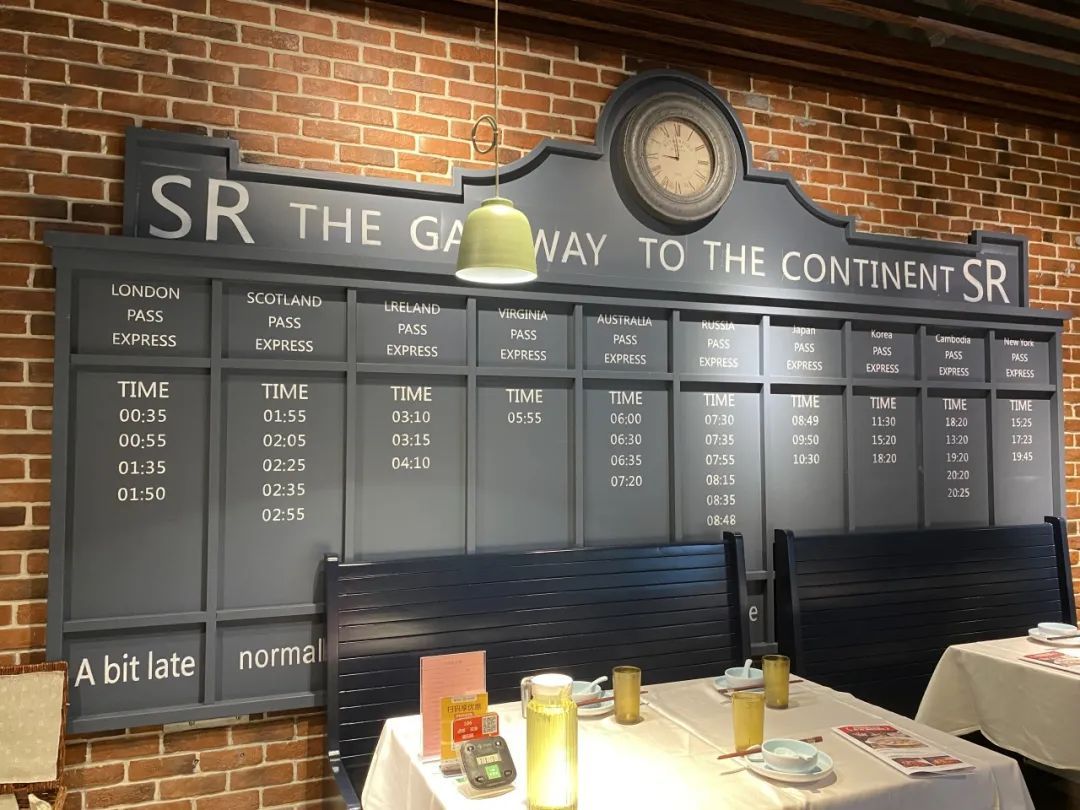 SR THE GA WAY TO THE CONTINENT SR
LONDON
PASS
EXPRESS
TIME
00:35
00:55
01:35
01:50
A bit late
SCOTLAND
PASS
EXPRESS
TIME
01:55
02:05
02:25
02:35
02:55
normal
LRELAND
PASS
EXPRESS
TIME
03:10
03:15
04:10
VIRGINIA
PASS
EXPRESS
TIME
05:55
AUSTRALIA
PASS
EXPRESS
TIME
06:00
06:30
06:35
07:20
RUSSIA
PASS
EXPRESS
TIME
07:30
07:35
07:55
08:15
08:35
08:48
e
Japan
PASS
EXPRESS
TIME
08:49
09:50
10:30
Korea
PASS
EXPRESS
TIME
11:30
15:20
18:20
Cambodia
PASS
EXPRESS
TIME
18:20
13:20
19:20
20:20
20:25
New York
PASS
EXPRESS
TIME
15:25
17:23
19:45
扫码享优惠